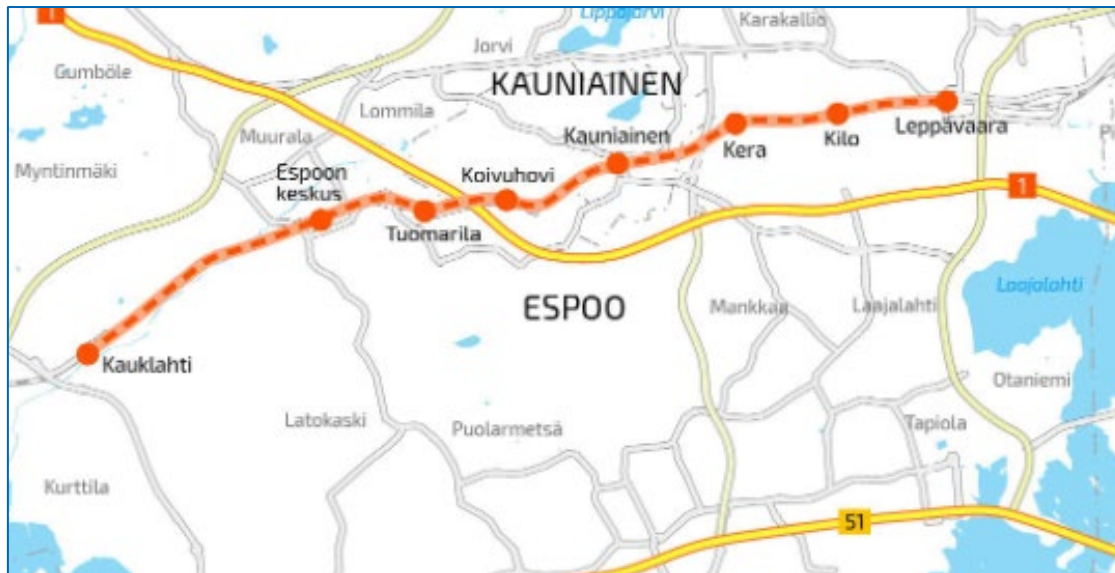 1
Lippajärvi
Karakallio
Jorvi
Gumböle
KAUNIAINEN
Lommila
Muurala
Kauniainen
Kera
Kilo
Leppävaara
Myntinmäki
Espoon
keskus
Koivuhovi
Tuomarila
1
ESPOO
Mankkaa
Laajalahti
Laajalahti
Kauklahti
Otaniemi
Latokaski
Puolarmetsä
Tapiola
Kurttila
51